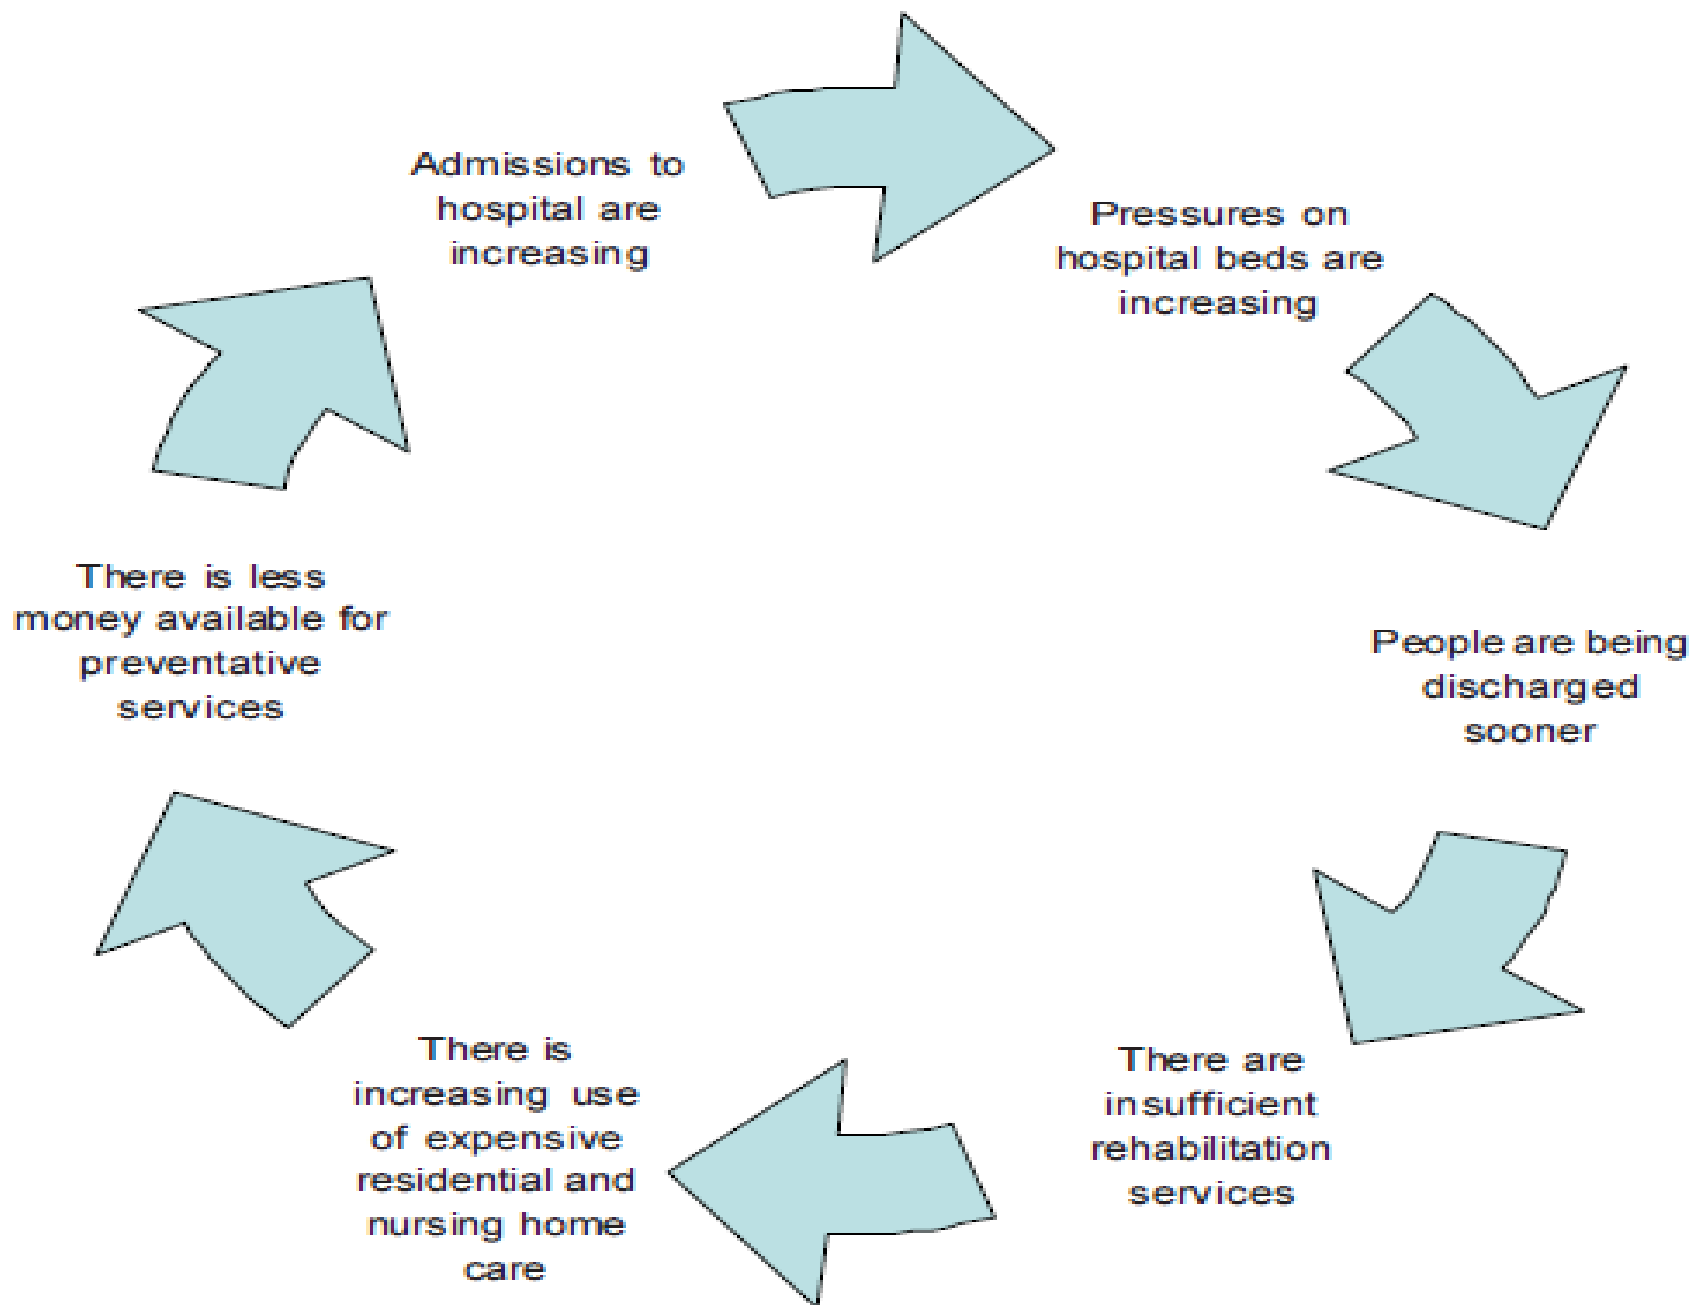 Admissions to
hospital are
increasing
Pressures on
hospital beds are
increasing
People are being
discharged
sooner
There are
insufficient
rehabilitation
services
There is
increasing use
of expensive
residential and
nursing home
care
There is less
money available for
preventative
services